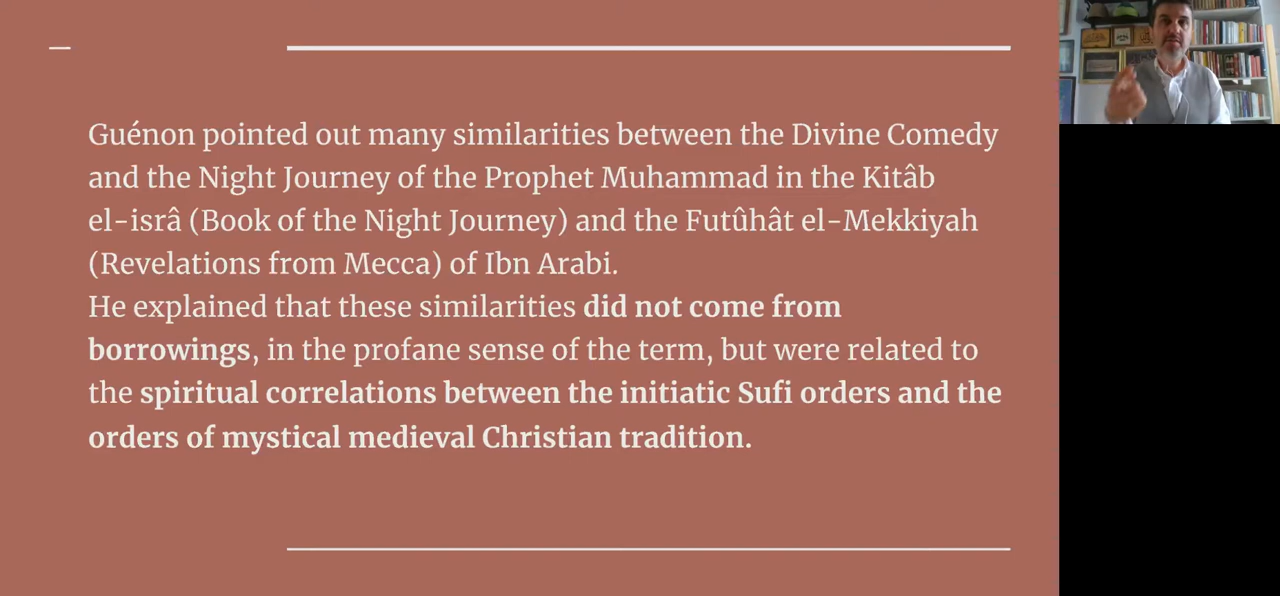 Guénon pointed out many similarities between the Divine Comedy
and the Night Journey of the Prophet Muhammad in the Kitâb
el-isrâ (Book of the Night Journey) and the Futûhât el-Mekkiyah
(Revelations from Mecca) of Ibn Arabi.
He explained that these similarities did not come from
borrowings, in the profane sense of the term, but were related to
the spiritual correlations between the initiatic Sufi orders and the
orders of mystical medieval Christian tradition.